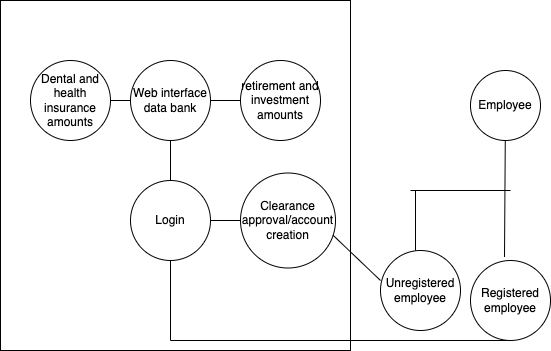 Dental and
health
insurance
amounts
Web interface
data bank
retirement and
investment
amounts
Employee
Login
Clearance
approval/account
creation
Unregistered
employee
Registered
employee